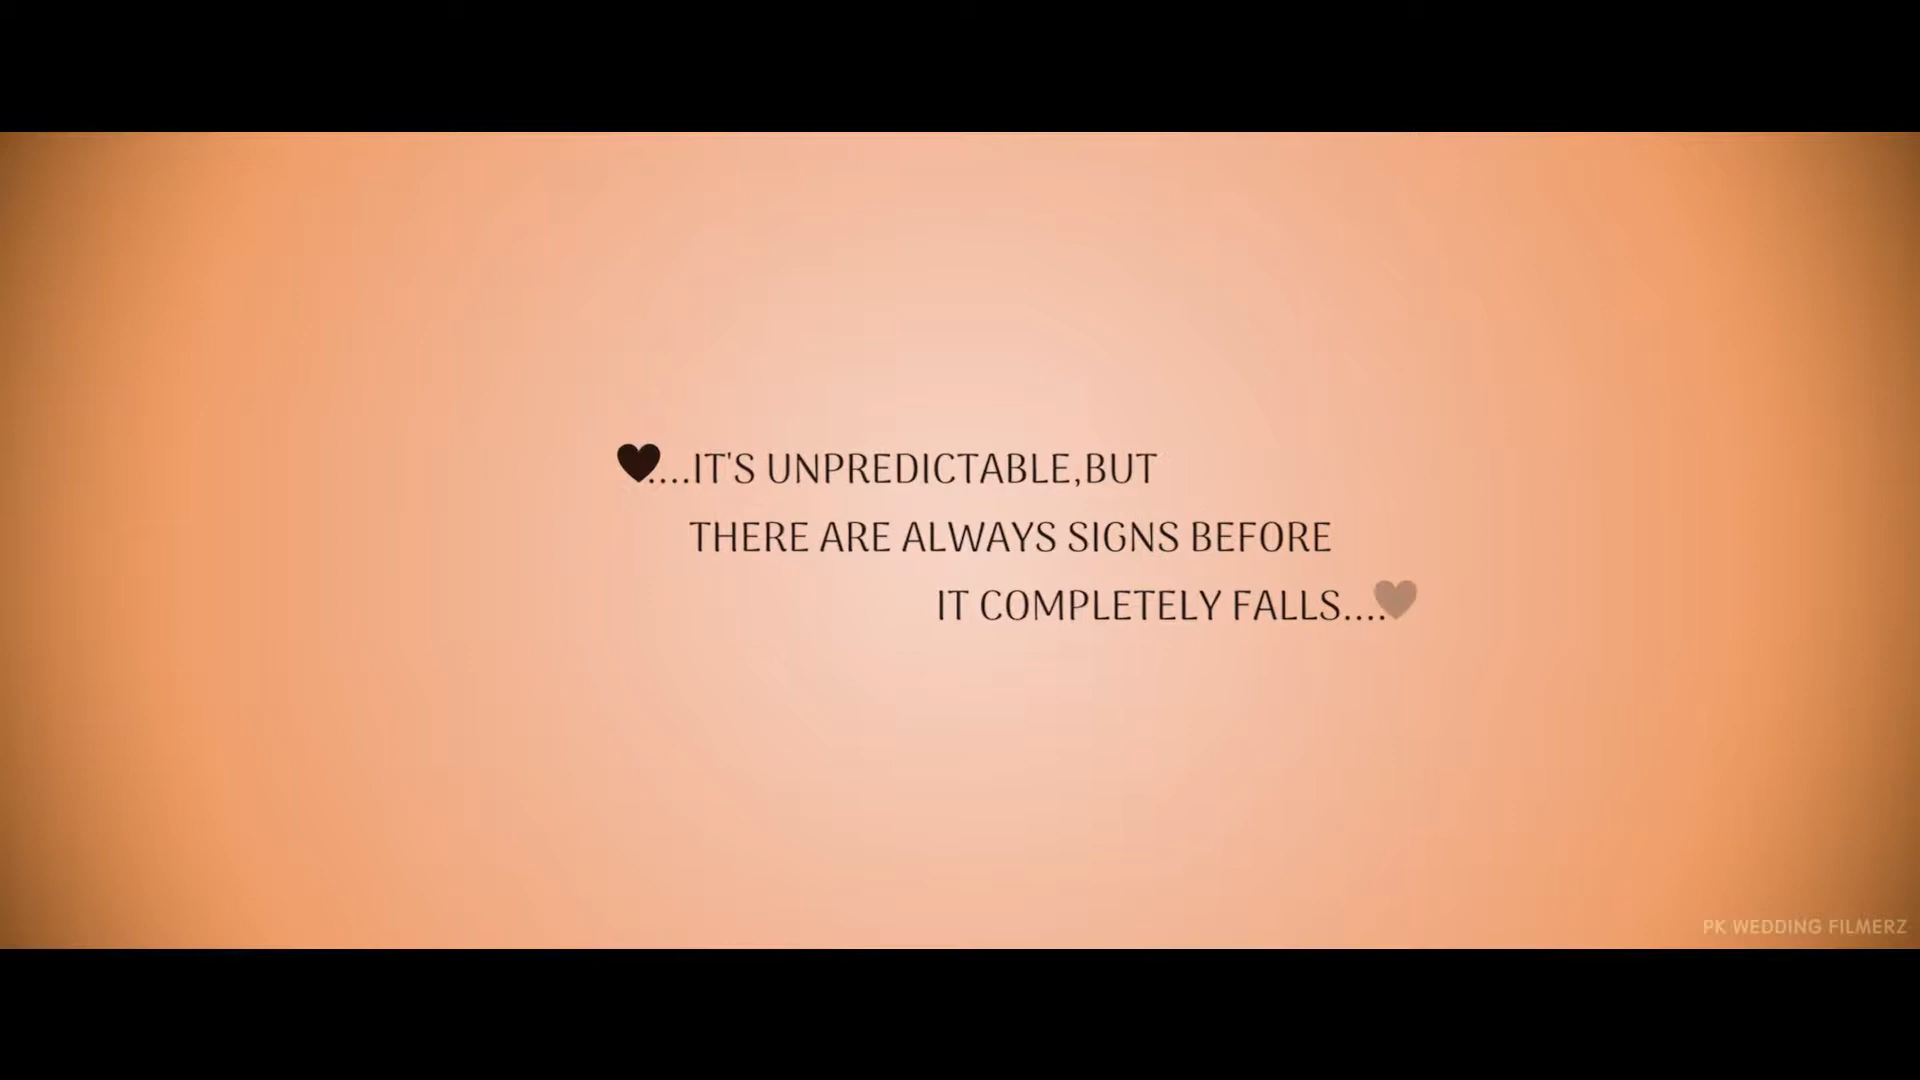 🖤....IT'S UNPREDICTABLE,BUT
THERE ARE ALWAYS SIGNS BEFORE
IT COMPLETELY FALLS....🖤
PK WEDDING FILMERZ